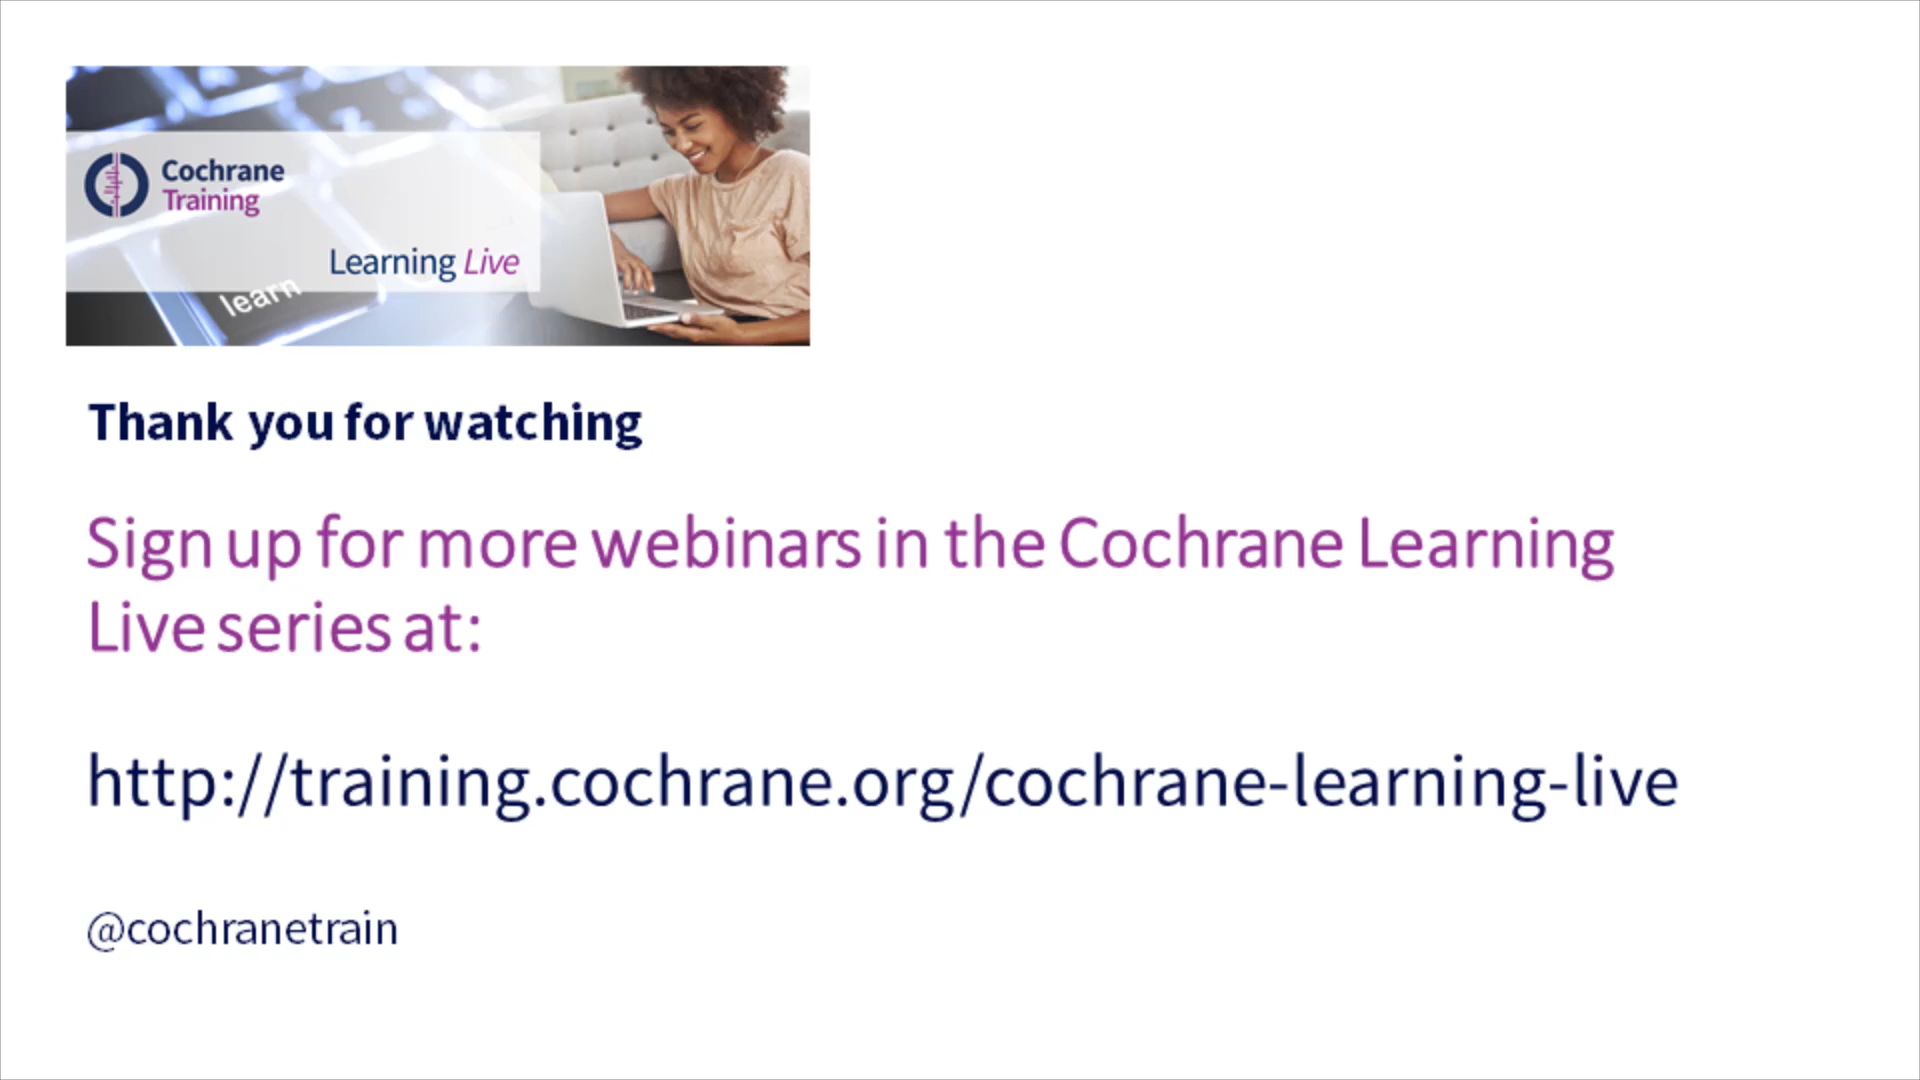 Cochrane
Training
Learning Live
learn
Thank you for watching
Sign up for more webinars in the Cochrane Learning
Live series at:
http://training.cochrane.org/cochrane-learning-live
@cochranetrain